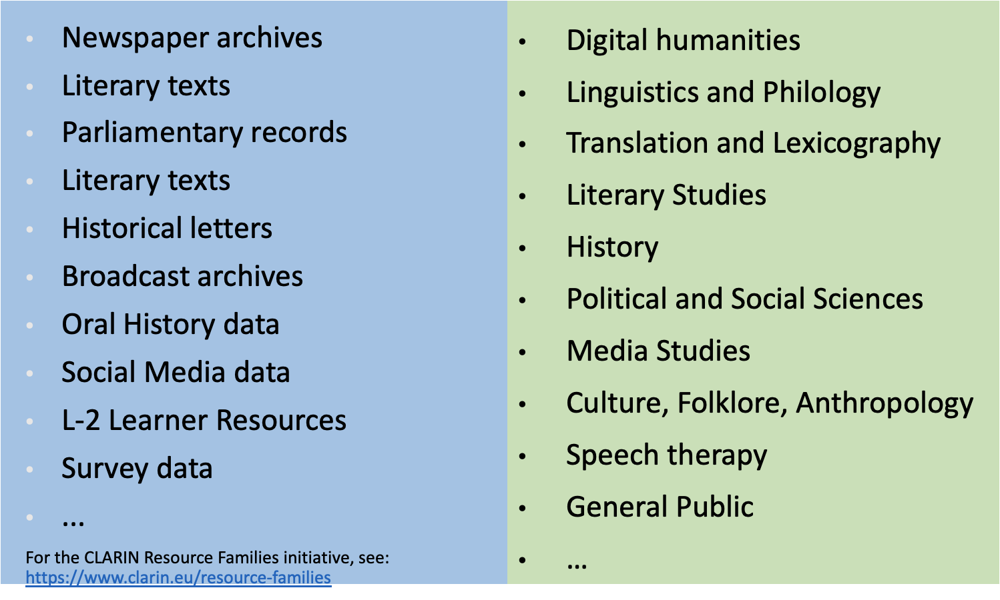 • Newspaper archives
• Literary texts
• Parliamentary records
• Literary texts
• Historical letters
• Broadcast archives
• Oral History data
• Social Media data
• L-2 Learner Resources
• Survey data
• ...
For the CLARIN Resource Families initiative, see:
https://www.clarin.eu/resource-families
• Digital humanities
• Linguistics and Philology
• Translation and Lexicography
• Literary Studies
• History
• Political and Social Sciences
• Media Studies
• Culture, Folklore, Anthropology
• Speech therapy
• General Public
• ...